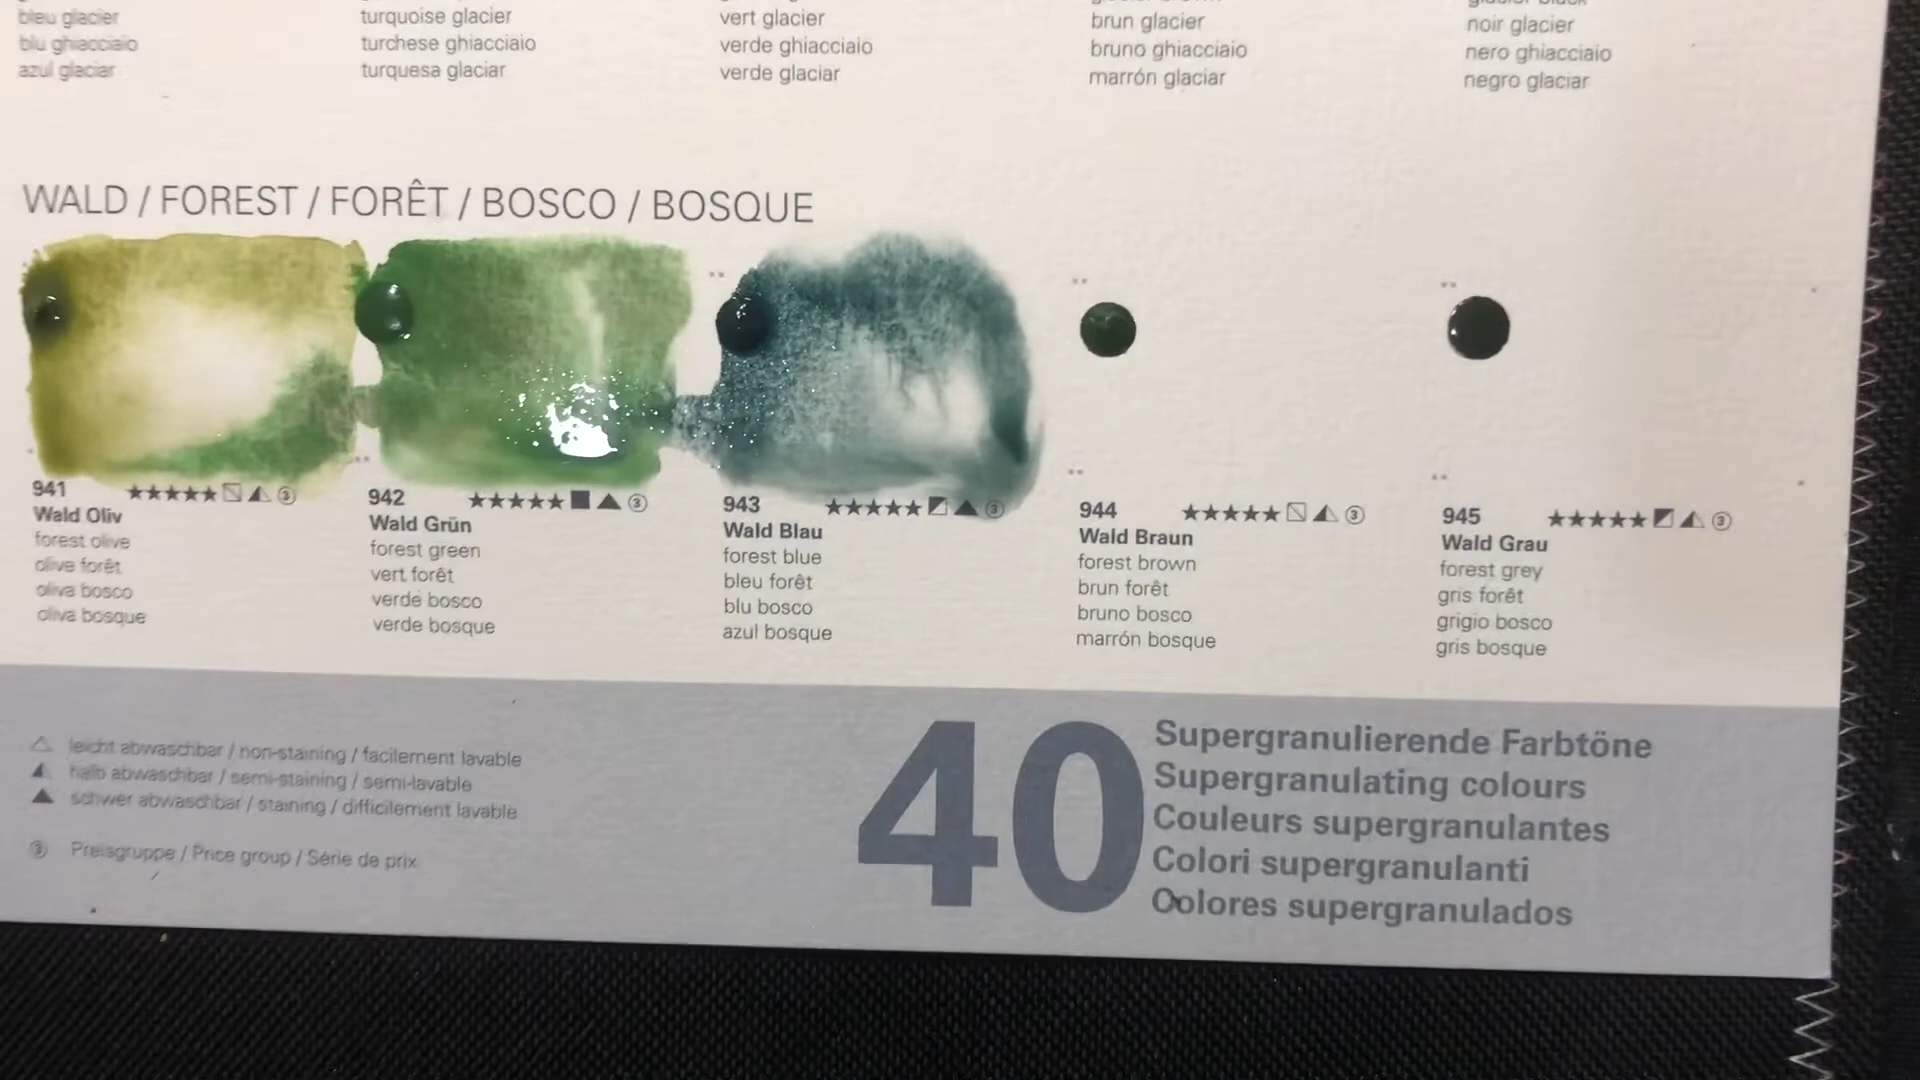 bleu glacier
blu ghiacciaio
azul glaciar
turquoise glacier
turchese ghiacciaio
turquesa glaciar
vert glacier
verde ghiacciaio
verde glaciar
brun glacier
bruno ghiacciaio
marrón glaciar
noir glacier
nero ghiacciaio
negro glaciar
WALD / FOREST / FORÊT / BOSCO / BOSQUE
941 ★★★★★ 3
Wald Oliv
forest olive
olive forêt
oliva bosco
oliva bosque
942 ★★★★★ 3
Wald Grün
forest green
vert forêt
verde bosco
verde bosque
943 ★★★★★ 3
Wald Blau
forest blue
bleu forêt
blu bosco
azul bosque
944 ★★★★★ 3
Wald Braun
forest brown
brun forêt
bruno bosco
marrón bosque
945 ★★★★★ 3
Wald Grau
forest grey
gris forêt
grigio bosco
gris bosque
leicht abwaschbar / non-staining / facilement lavable
halb abwaschbar / semi-staining / semi-lavable
schwer abwaschbar / staining / difficilement lavable
3 Preisgruppe / Price group / Série de prix
40
Supergranulierende Farbtöne
Supergranulating colours
Couleurs supergranulantes
Colori supergranulanti
Colores supergranulados